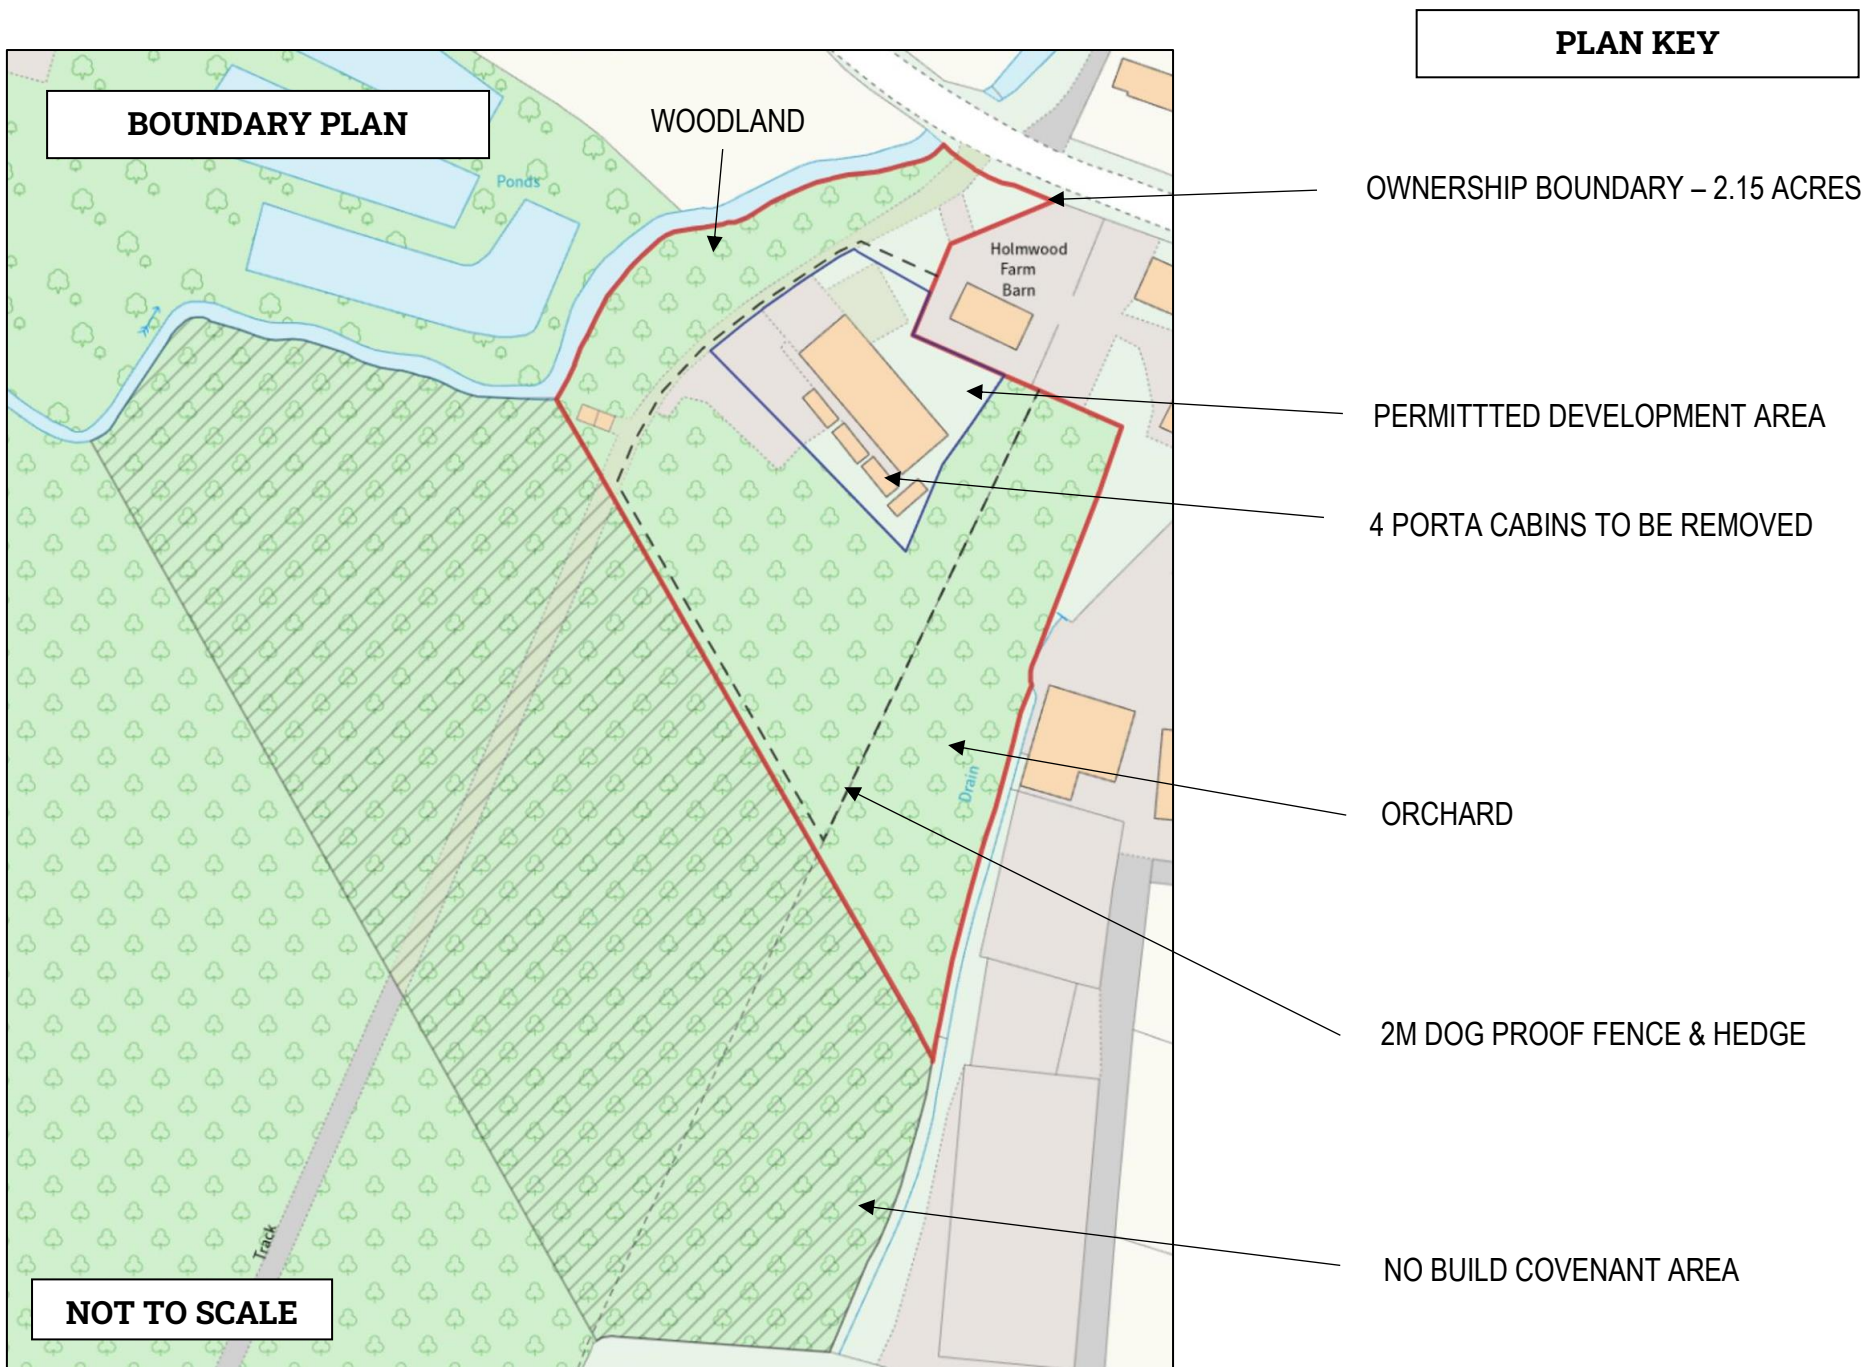 PLAN KEY
BOUNDARY PLAN
WOODLAND
Ponds
OWNERSHIP BOUNDARY – 2.15 ACRES
Holmwood
Farm
Barn
PERMITTTED DEVELOPMENT AREA
4 PORTA CABINS TO BE REMOVED
Drain
ORCHARD
2M DOG PROOF FENCE & HEDGE
Track
NO BUILD COVENANT AREA
NOT TO SCALE